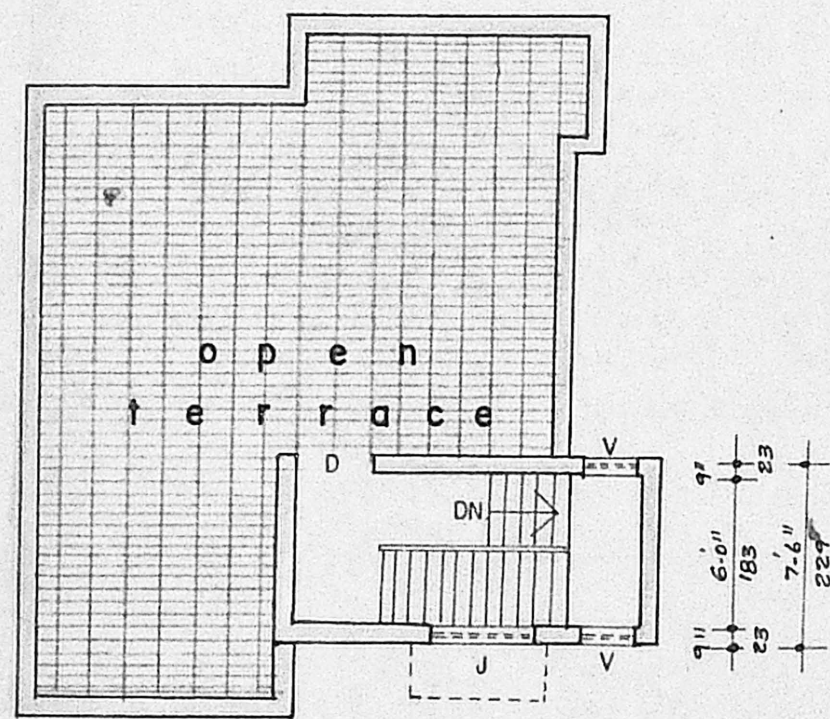 open
terrace
D
V
DN
J
V
9"
23
6'-0"
183
9"
23
7'-6"
229